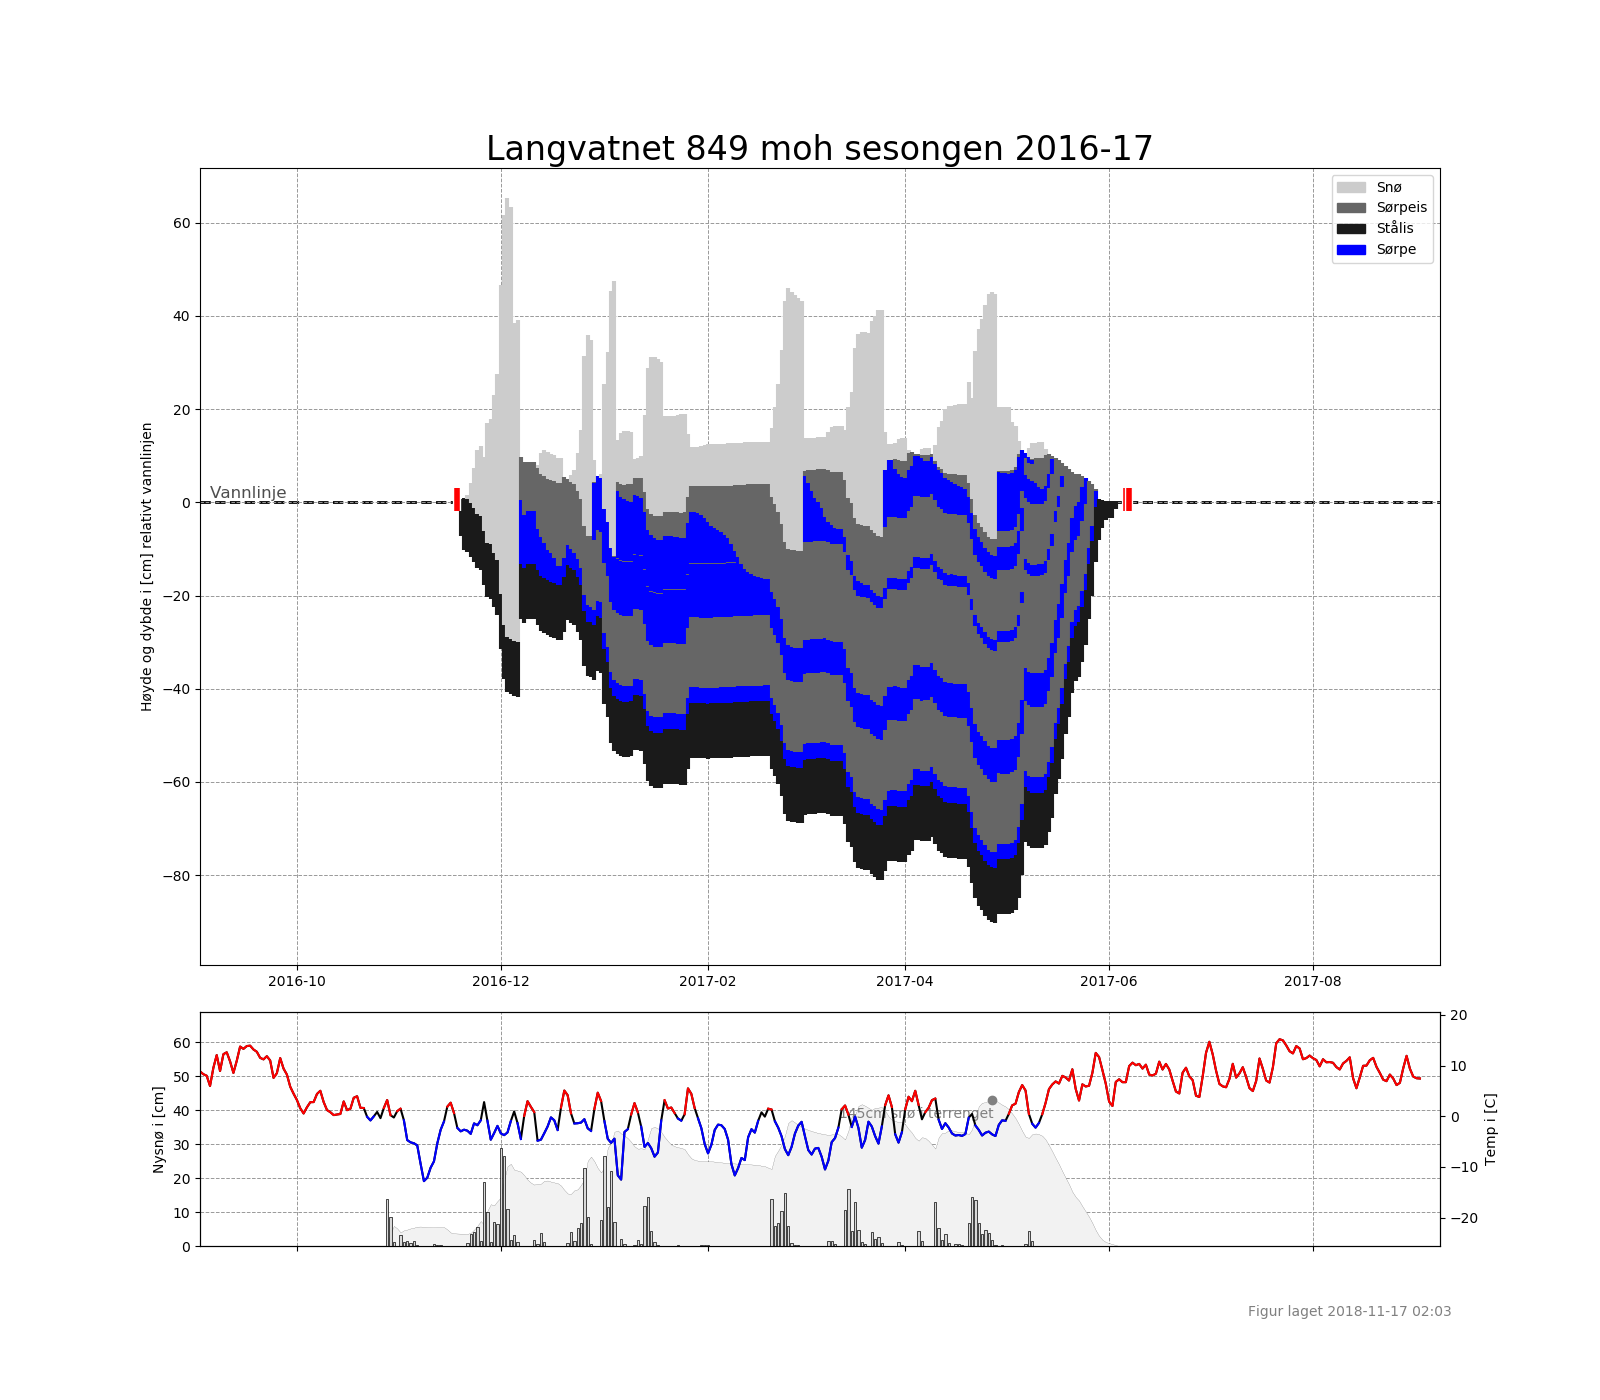 Langvatnet 849 moh sesongen 2016-17
Snø
Sørpeis
Stålis
Sørpe
60
40
20
0
−20
−40
−60
−80
Høyde og dybde i [cm] relativt vannlinjen
Vannlinje
2016-10 2016-12 2017-02 2017-04 2017-06 2017-08
60
50
40
30
20
10
0
Nysnø i [cm]
145cm snø i terrenget
20
10
0
−10
−20
Temp i [C]
Figur laget 2018-11-17 02:03